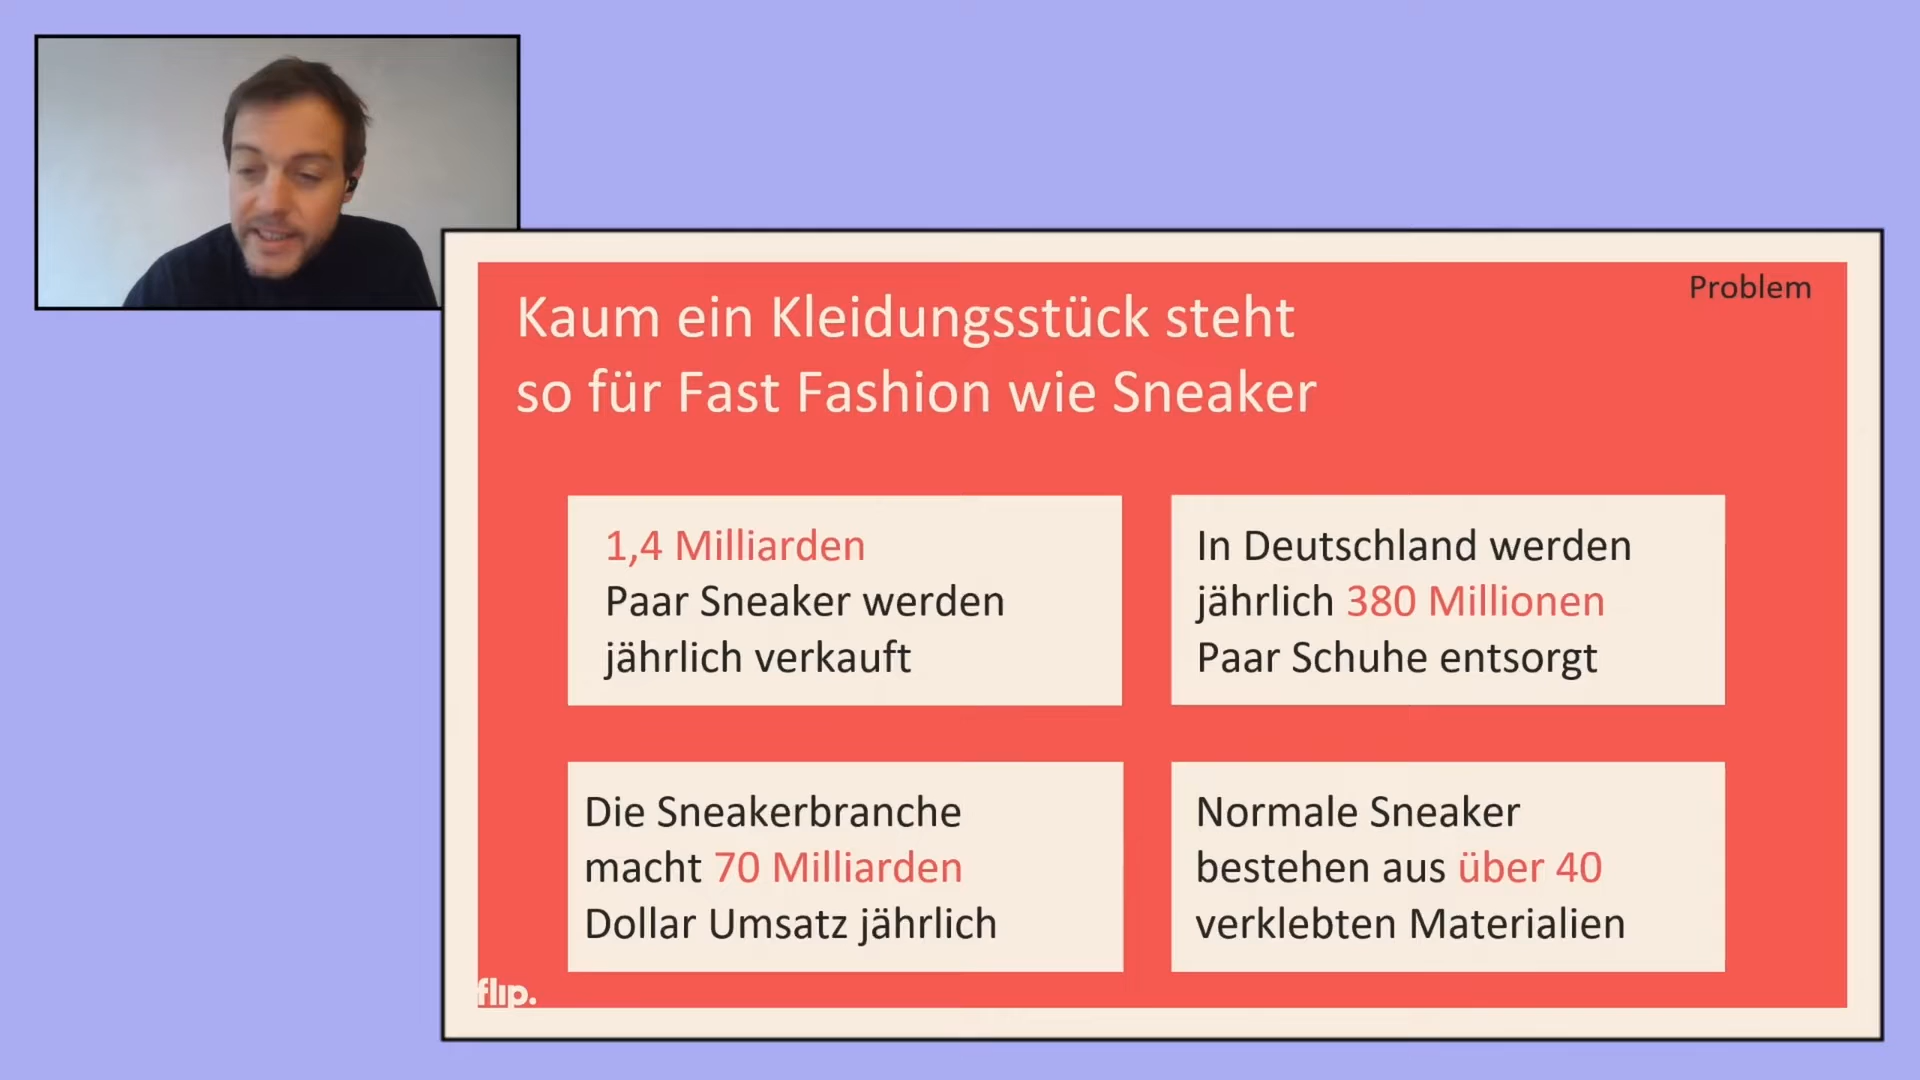 Problem
Kaum ein Kleidungsstück steht
so für Fast Fashion wie Sneaker
1,4 Milliarden
Paar Sneaker werden
jährlich verkauft
In Deutschland werden
jährlich 380 Millionen
Paar Schuhe entsorgt
Die Sneakerbranche
macht 70 Milliarden
Dollar Umsatz jährlich
Normale Sneaker
bestehen aus über 40
verklebten Materialien
flip.